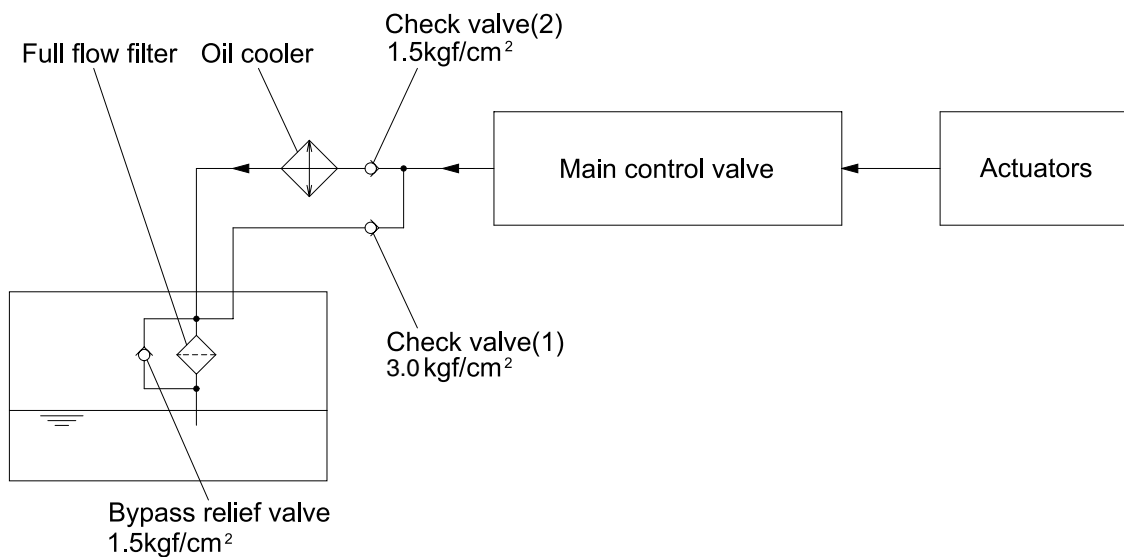 Check valve(2)
1.5kgf/cm²
Full flow filter
Oil cooler
Main control valve
Actuators
Check valve(1)
3.0kgf/cm²
Bypass relief valve
1.5kgf/cm²